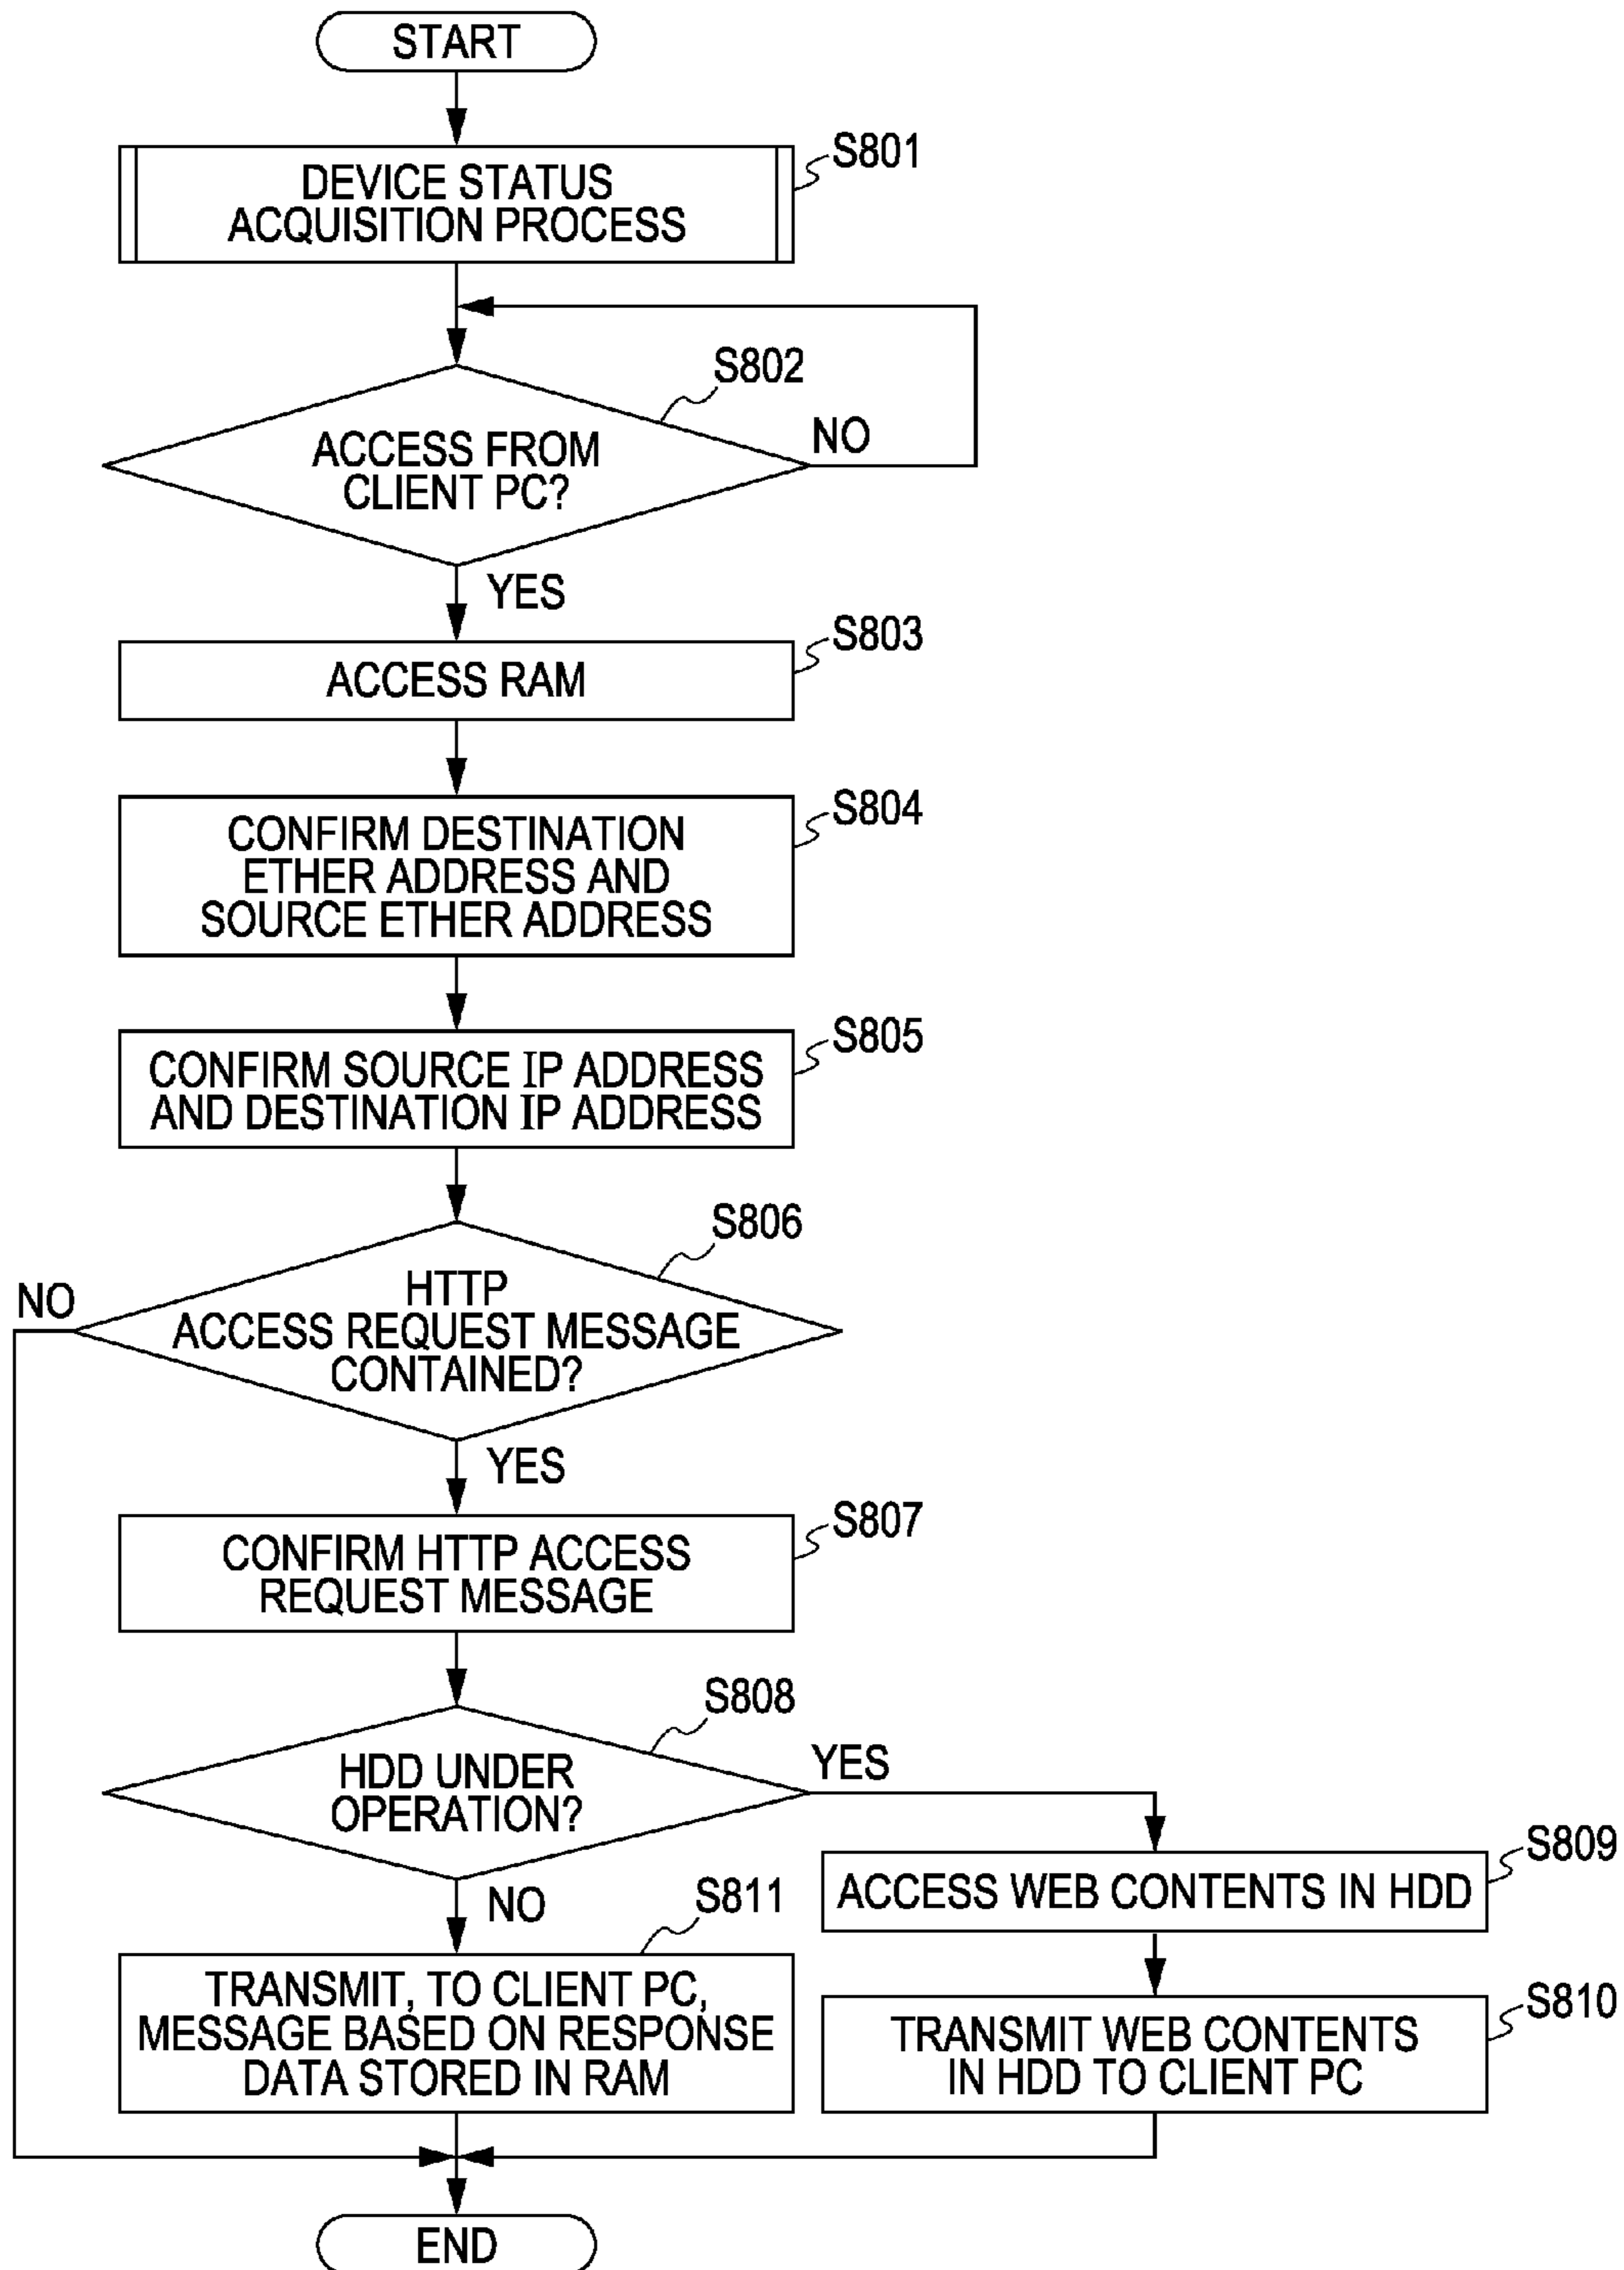 START
S801
DEVICE STATUS
ACQUISITION PROCESS
S802
ACCESS FROM
CLIENT PC?
NO
YES
S803
ACCESS RAM
S804
CONFIRM DESTINATION
ETHER ADDRESS AND
SOURCE ETHER ADDRESS
S805
CONFIRM SOURCE IP ADDRESS
AND DESTINATION IP ADDRESS
S806
NO
HTTP
ACCESS REQUEST MESSAGE
CONTAINED?
YES
S807
CONFIRM HTTP ACCESS
REQUEST MESSAGE
S808
HDD UNDER
OPERATION?
YES
NO
S809
ACCESS WEB CONTENTS IN HDD
S811
TRANSMIT, TO CLIENT PC,
MESSAGE BASED ON RESPONSE
DATA STORED IN RAM
S810
TRANSMIT WEB CONTENTS
IN HDD TO CLIENT PC
END